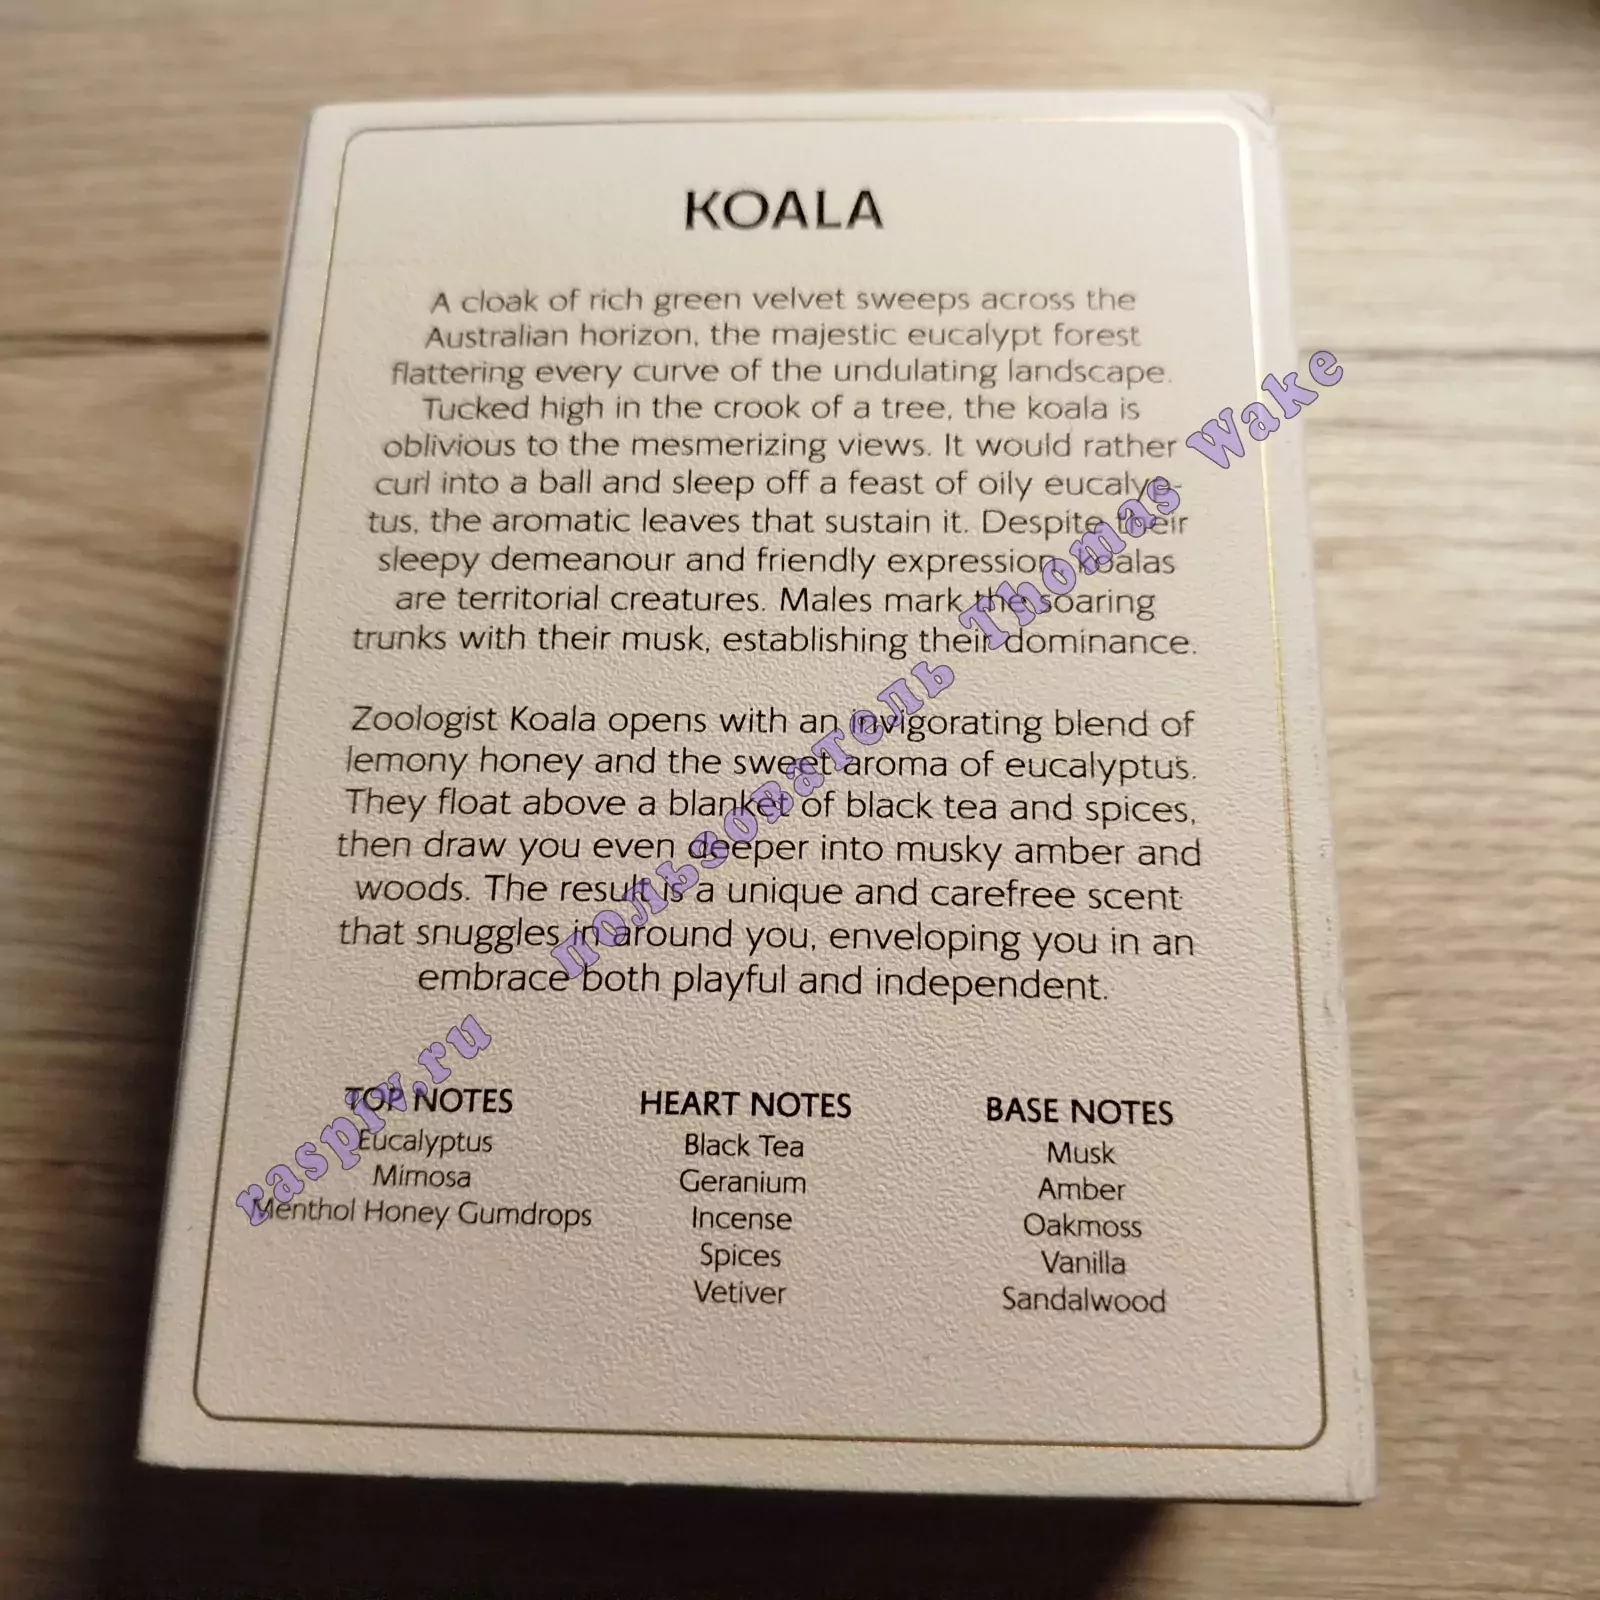 KOALA
A cloak of rich green velvet sweeps across the
Australian horizon, the majestic eucalypt forest
flattering every curve of the undulating landscape.
Tucked high in the crook of a tree, the koala is
oblivious to the mesmerizing views. It would rather
curl into a ball and sleep off a feast of oily eucalyp-
tus, the aromatic leaves that sustain it. Despite their
sleepy demeanour and friendly expression, koalas
are territorial creatures. Males mark the soaring
trunks with their musk, establishing their dominance.
Zoologist Koala opens with an invigorating blend of
lemony honey and the sweet aroma of eucalyptus.
They float above a blanket of black tea and spices,
then draw you even deeper into musky amber and
woods. The result is a unique and carefree scent
that snuggles in around you, enveloping you in an
embrace both playful and independent.
TOP NOTES
Eucalyptus
Mimosa
Menthol Honey Gumdrops
HEART NOTES
Black Tea
Geranium
Incense
Spices
Vetiver
BASE NOTES
Musk
Amber
Oakmoss
Vanilla
Sandalwood
raspiv.ru пользователь Thomas Wake